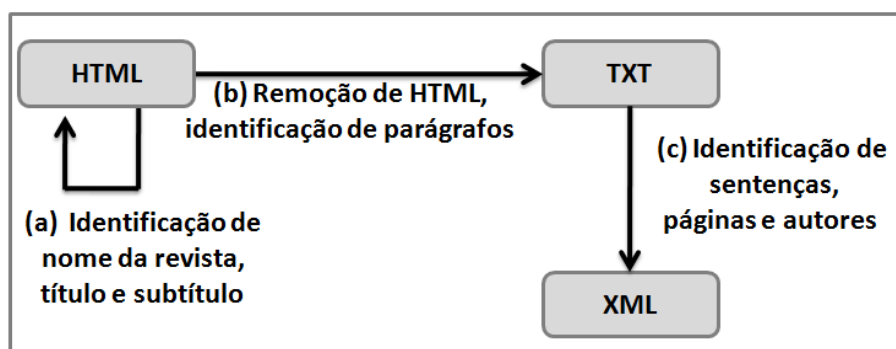 HTML
TXT
(b) Remoção de HTML,
identificação de parágrafos
(c) Identificação de
sentenças,
páginas e autores
(a) Identificação de
nome da revista,
título e subtítulo
XML